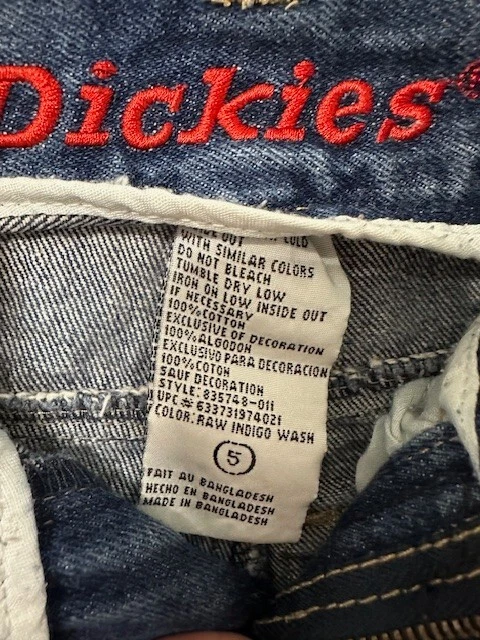 Dickies®
OUT COLD
WITH SIMILAR COLORS
DO NOT BLEACH
TUMBLE DRY LOW
IRON ON LOW INSIDE OUT
IF NECESSARY
100%COTTON
EXCLUSIVE OF DECORATION
100%ALGODON
EXCLUSIVO PARA DECORACION
100%COTON
SAUF DECORATION
STYLE: 835748-011
UPC# 633731974021
COLOR: RAW INDIGO WASH
5
FAIT AU BANGLADESH
HECHO EN BANGLADESH
MADE IN BANGLADESH